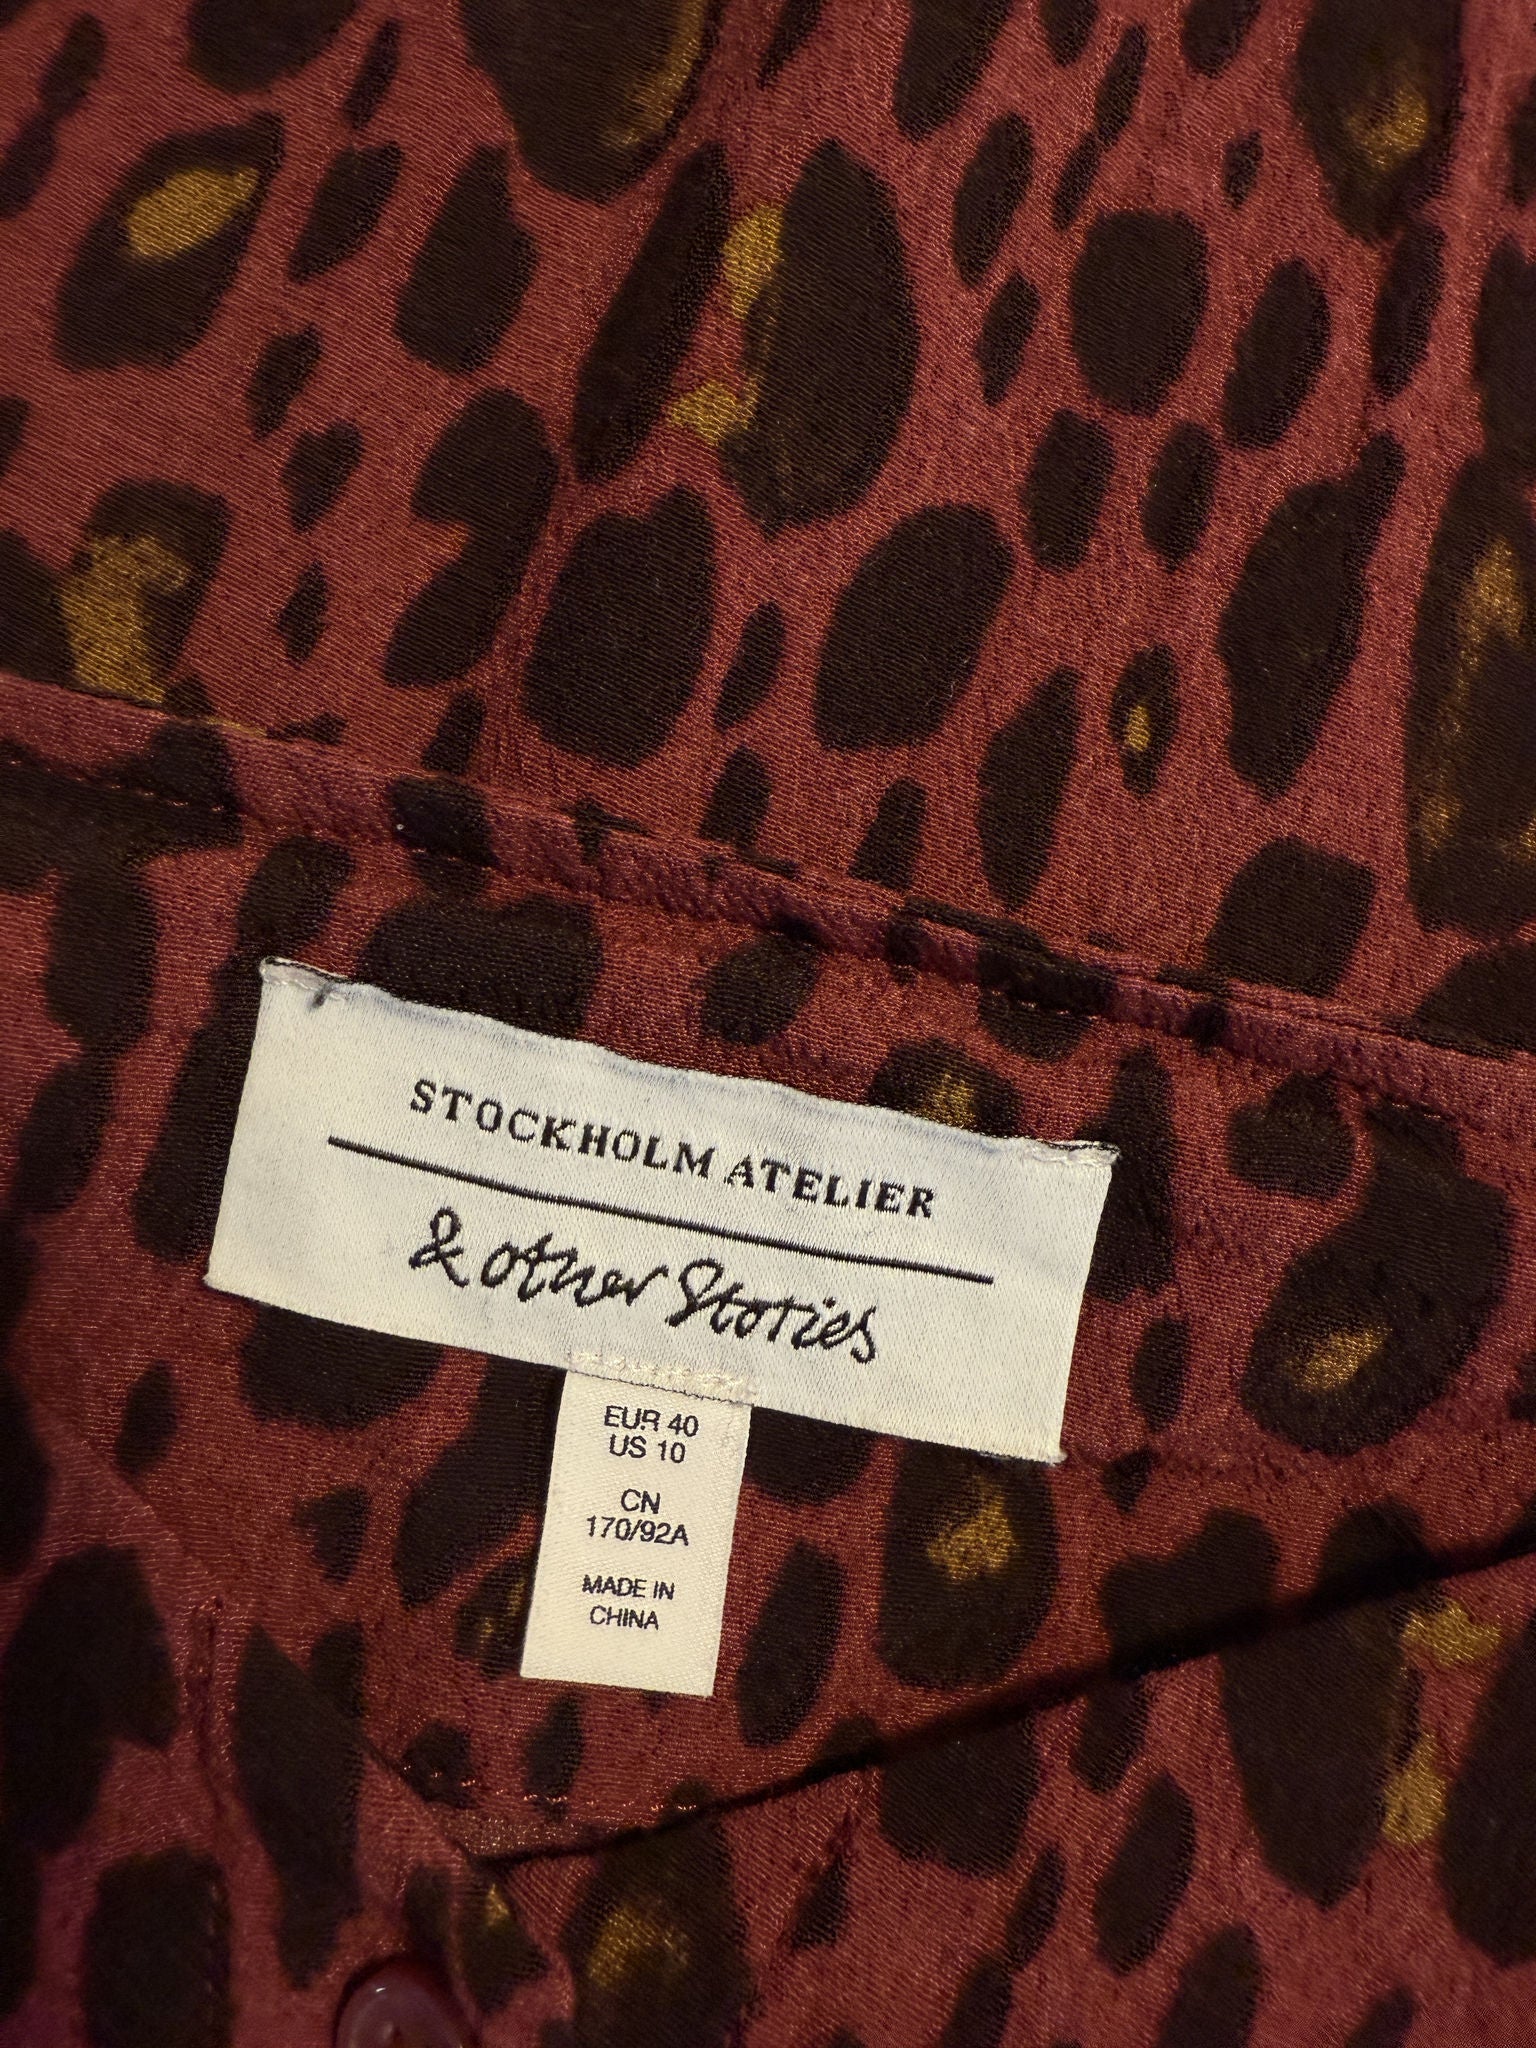 STOCKHOLM ATELIER
& other Stories
EUR 40
US 10
CN
170/92A
MADE IN
CHINA